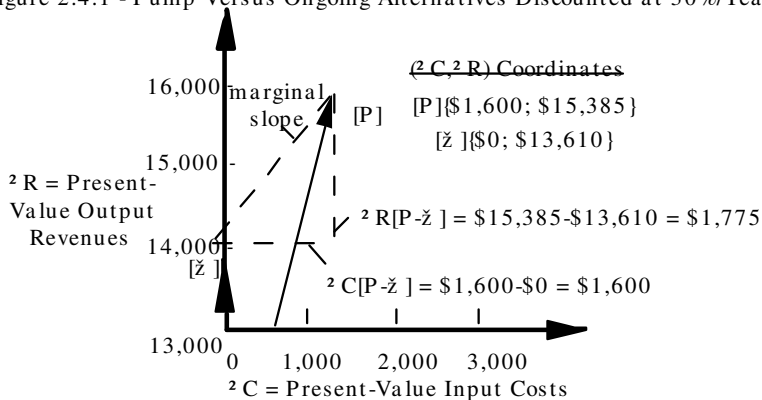 Figure 2.4.1 - Pump Versus Ongoing Alternatives Discounted at 30%/Yea
(² C,² R) Coordinates
16,000
marginal
slope
[P]
[P]{$1,600; $15,385}
[ž ]{$0; $13,610}
15,000
² R = Present-
Value Output
Revenues
² R[P-ž ] = $15,385-$13,610 = $1,775
14,000
[ž ]
² C[P-ž ] = $1,600-$0 = $1,600
13,000
0 1,000 2,000 3,000
² C = Present-Value Input Costs